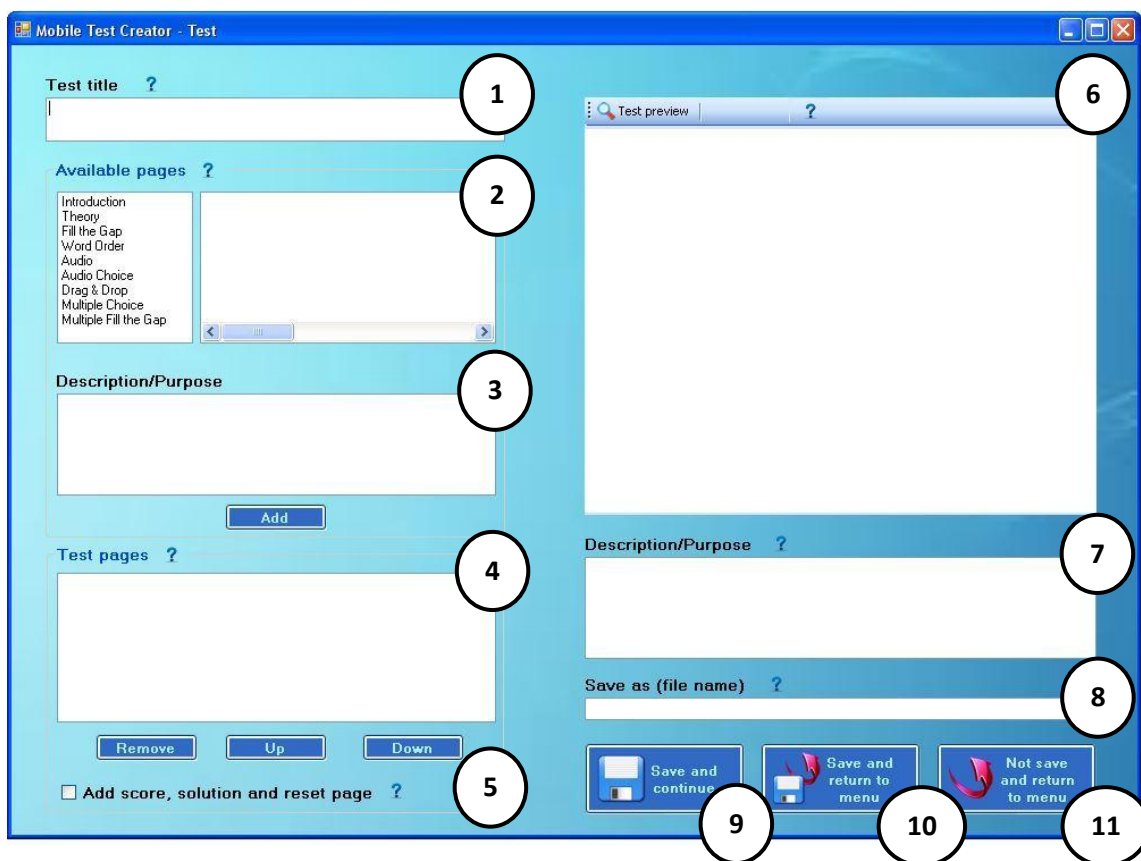 Mobile Test Creator - Test
Test title ?
1
Available pages ?
2
Introduction
Theory
Fill the Gap
Word Order
Audio
Audio Choice
Drag & Drop
Multiple Choice
Multiple Fill the Gap
Description/Purpose
3
Add
Test pages ?
4
Remove Up Down
Add score, solution and reset page ?
5
Test preview ?
6
Description/Purpose ?
7
Save as (file name) ?
8
Save and
continue
9
Save and
return to
menu
10
Not save
and return
to menu
11